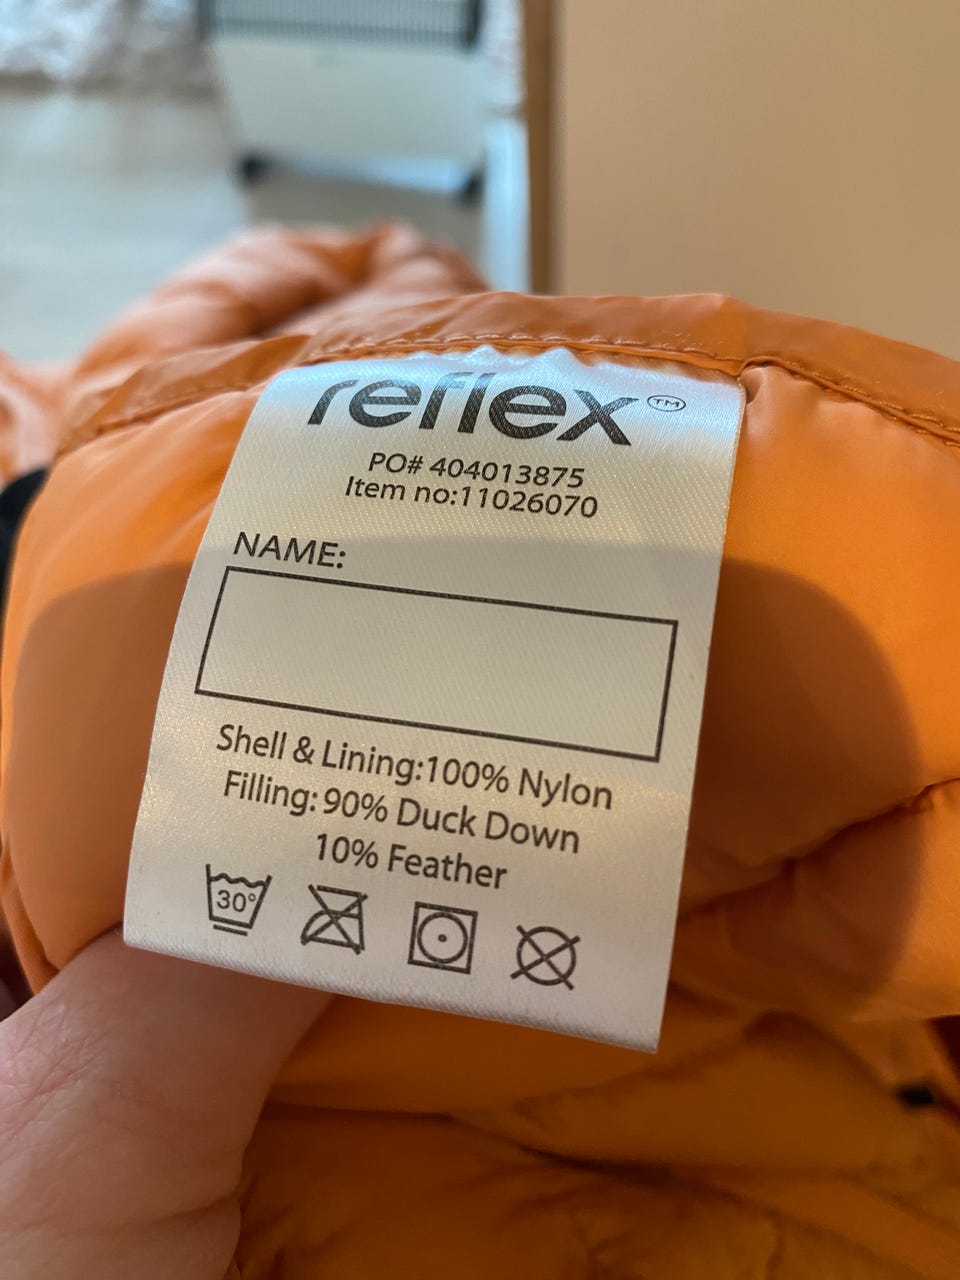 reflex™
PO# 404013875
Item no:11026070
NAME:
Shell & Lining:100% Nylon
Filling: 90% Duck Down
10% Feather
30°